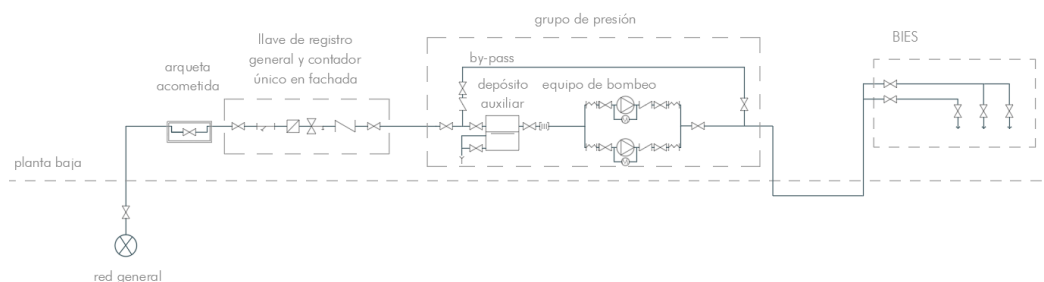 grupo de presión
llave de registro
general y contador
único en fachada
BIES
by-pass
arqueta
acometida
depósito
auxiliar
equipo de bombeo
planta baja
red general